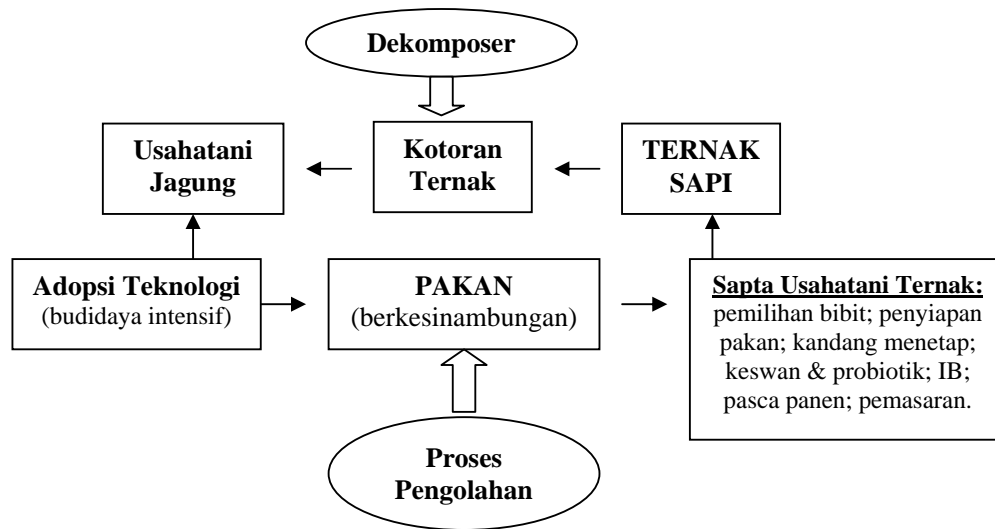 Dekomposer
Usahatani
Jagung
Kotoran
Ternak
TERNAK
SAPI
Adopsi Teknologi
(budidaya intensif)
PAKAN
(berkesinambungan)
Sapta Usahatani Ternak:
pemilihan bibit; penyiapan
pakan; kandang menetap;
keswan & probiotik; IB;
pasca panen; pemasaran.
Proses
Pengolahan